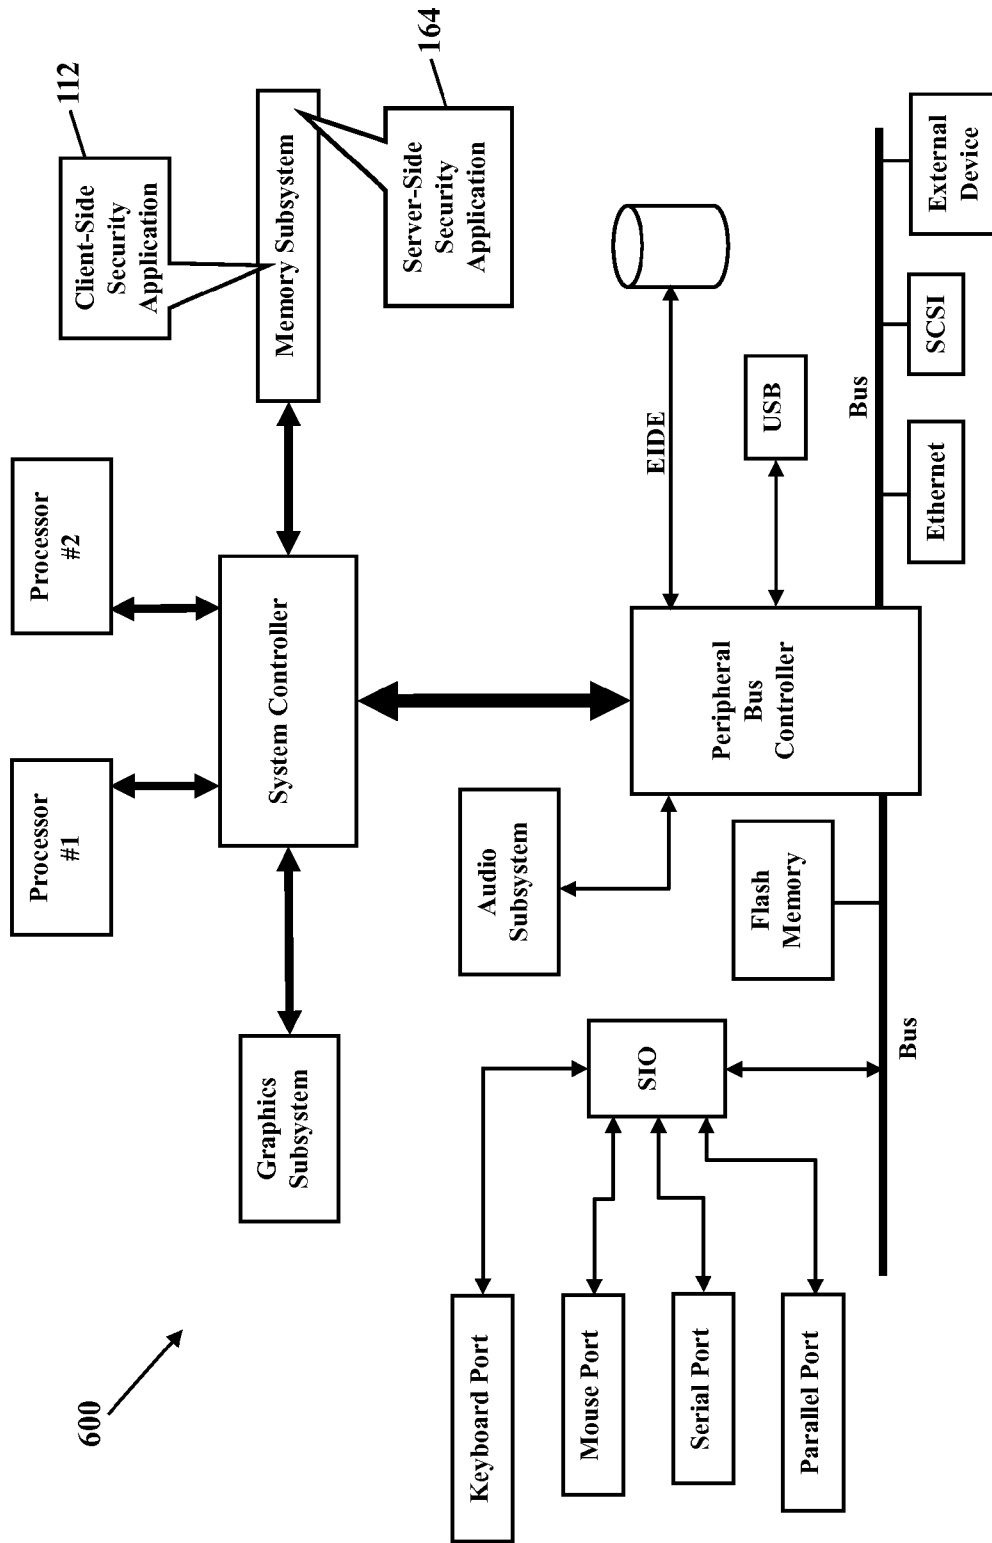 600
Processor
#1
Processor
#2
112
Client-Side
Security
Application
Graphics
Subsystem
System Controller
Memory Subsystem
164
Server-Side
Security
Application
Keyboard Port
Mouse Port
Serial Port
Parallel Port
SIO
Audio
Subsystem
Flash
Memory
Peripheral
Bus
Controller
EIDE
USB
Bus
Bus
Ethernet
SCSI
External
Device